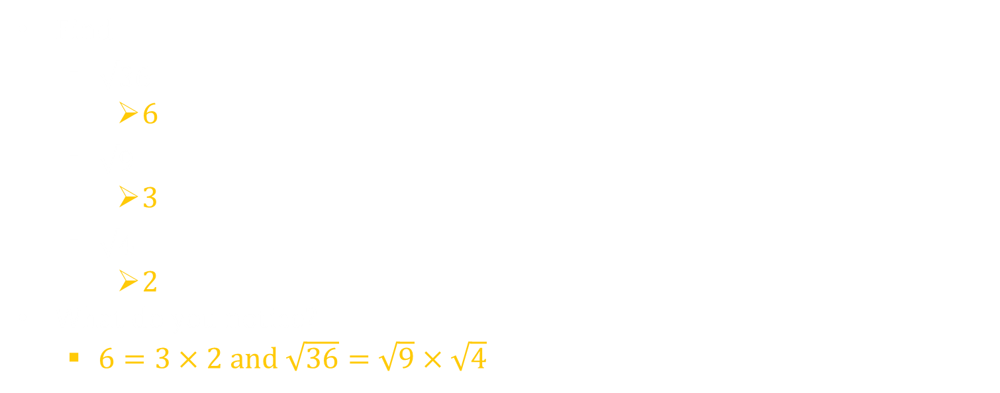 ➢6
➢3
➢2
▪ 6 = 3 × 2 and √36 = √9 × √4